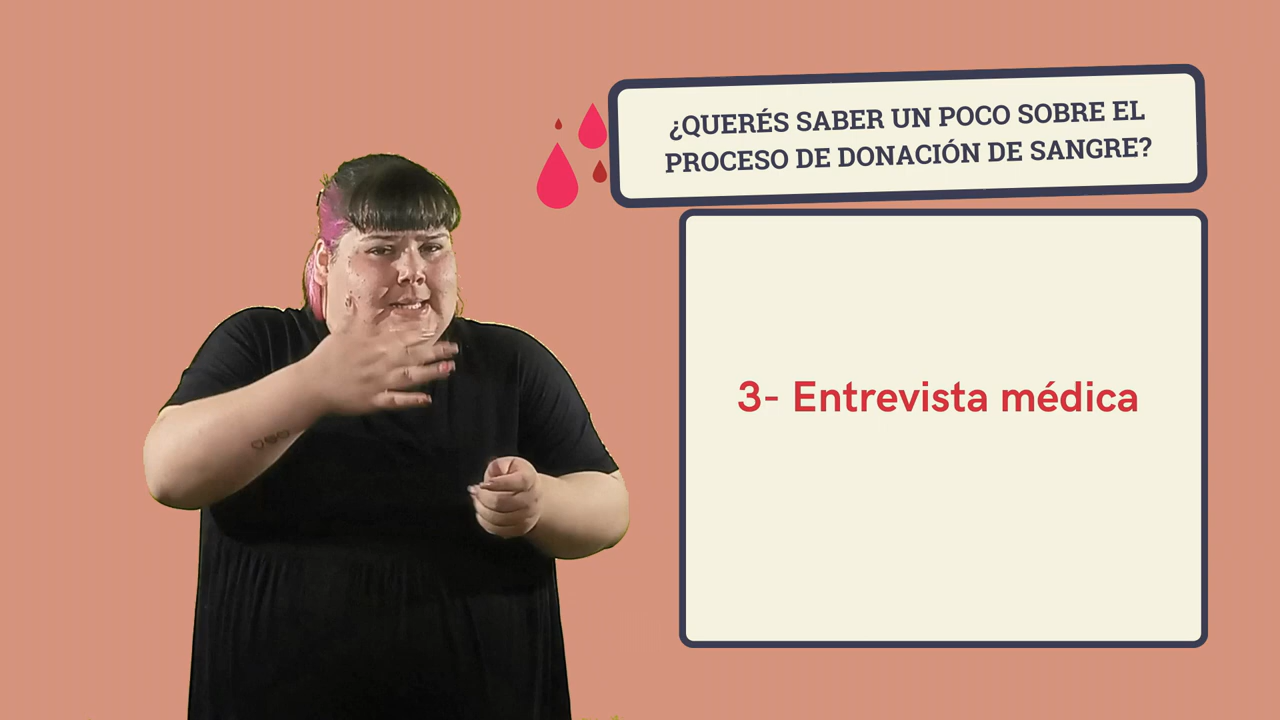 ¿QUERÉS SABER UN POCO SOBRE EL
PROCESO DE DONACIÓN DE SANGRE?
3- Entrevista médica